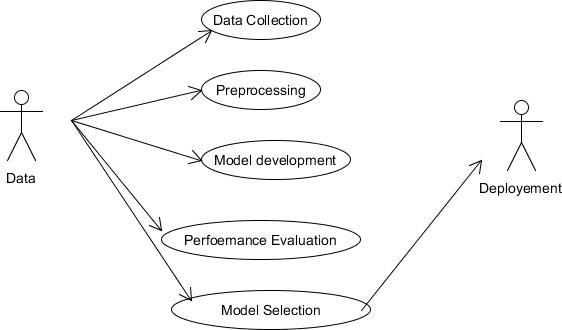 Data Collection
Preprocessing
Model development
Data
Deployement
Perfoemance Evaluation
Model Selection